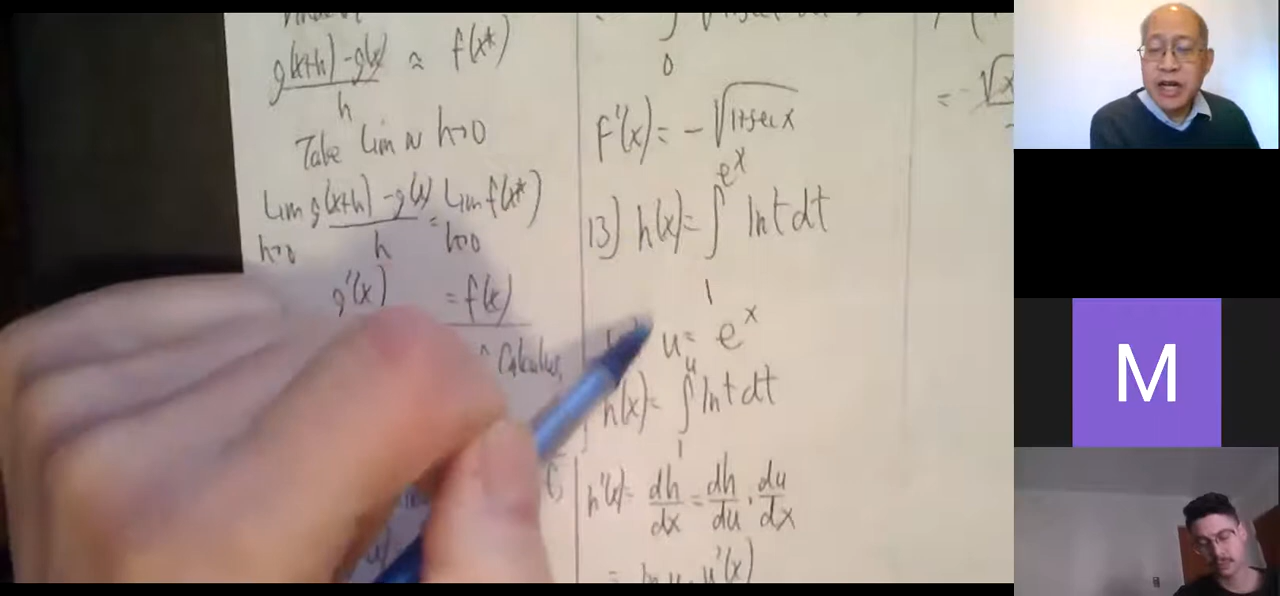 g(x+h)-g(x) ≈ f(x*)
h
Take Lim h→0
Lim g(x+h)-g(x) = Lim f(x*)
h→0 h h→0
g'(x) = f(x)
Calculus
0
F'(x)= -√1+sec x
13) h(x)= ∫ ln t dt
e^x
1
u= e^x
h(x)= ∫ ln t dt
u
1
h'(x)= dh/dx = dh/du · du/dx
= ln u · u'(x)
= -√x
M